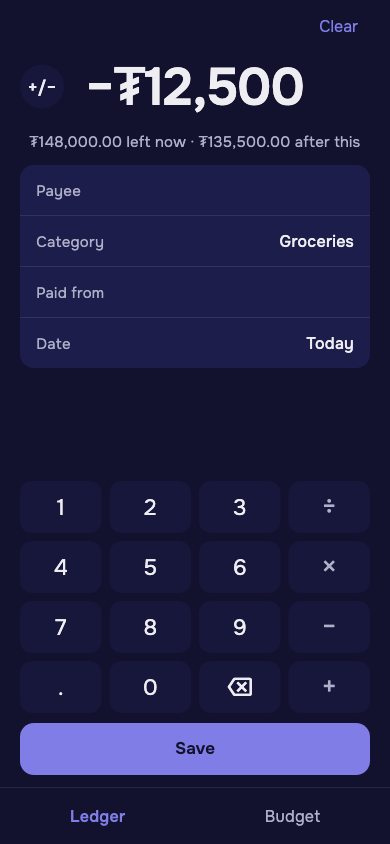 Clear
+/−
−₮12,500
₮148,000.00 left now · ₮135,500.00 after this
Payee
Category Groceries
Paid from
Date Today
1 2 3 ÷
4 5 6 ×
7 8 9 −
. 0 +
Save
Ledger Budget